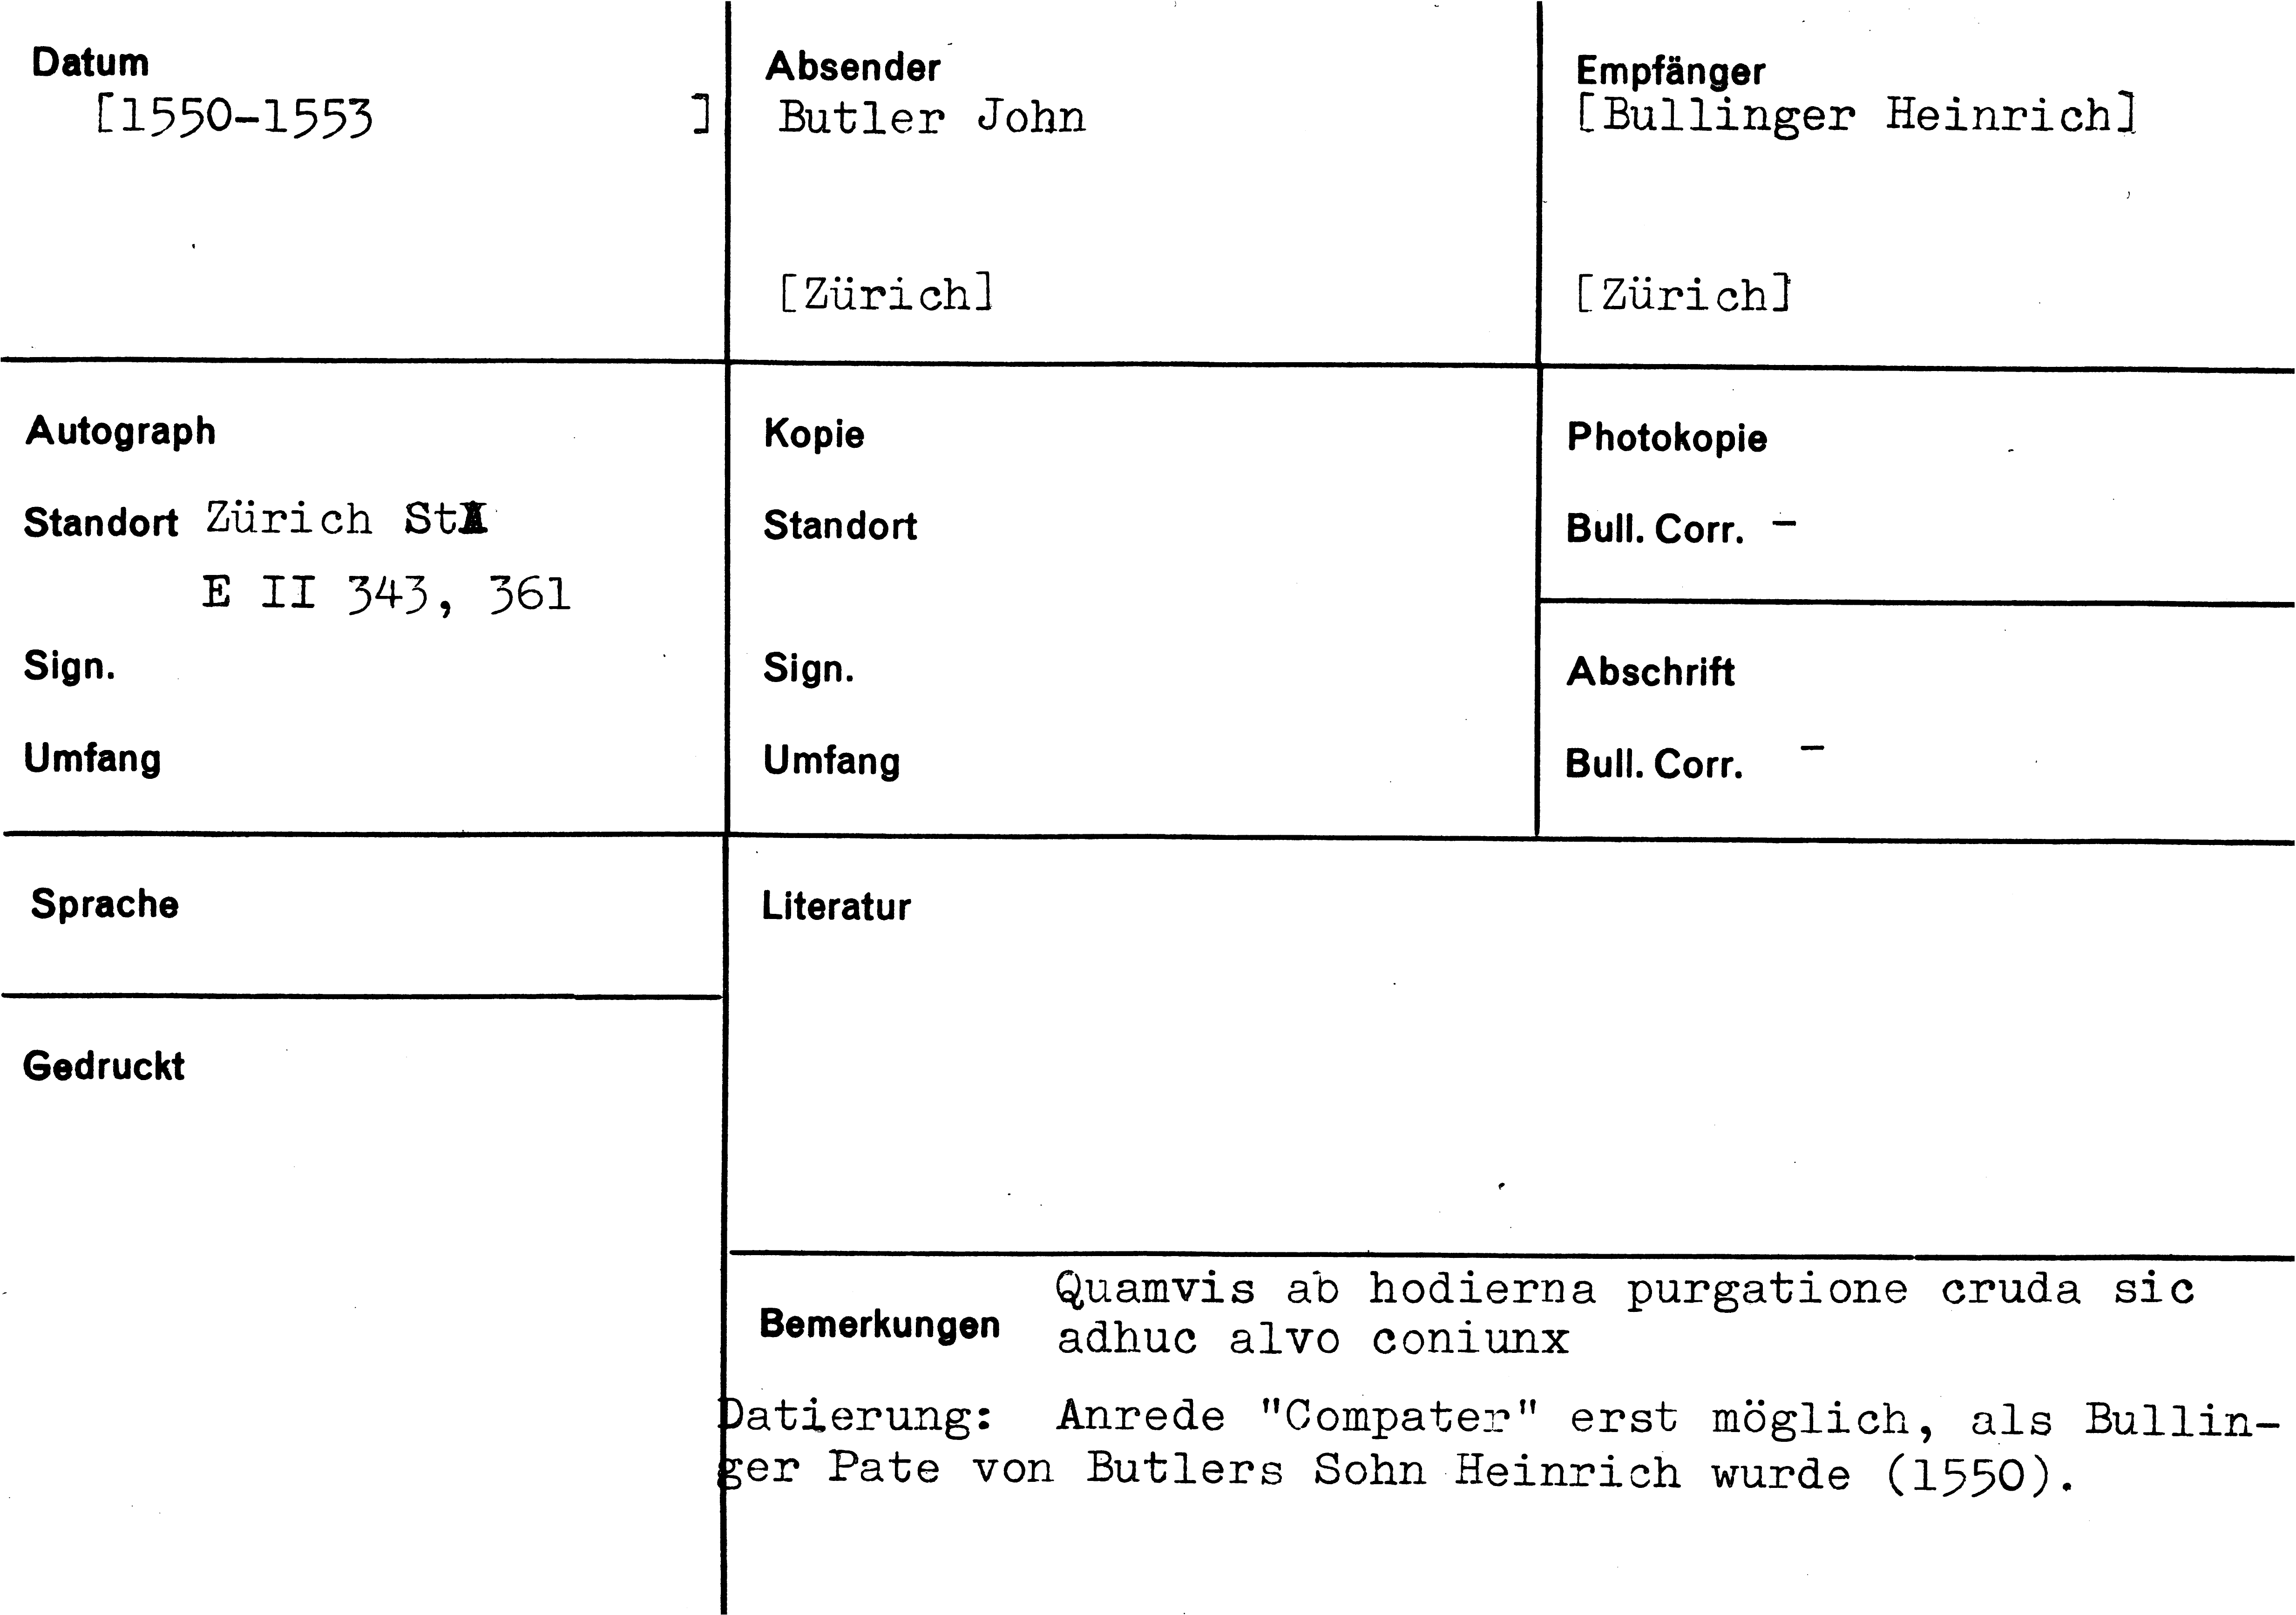 Datum
[1550-1553 ]
Absender
Butler John
[Zürich]
Empfänger
[Bullinger Heinrich]
[Zürich]
Autograph
Standort Zürich StA
E II 343, 361
Sign.
Umfang
Kopie
Standort
Sign.
Umfang
Photokopie
Bull. Corr. -
Abschrift
Bull. Corr. -
Sprache
Gedruckt
Literatur
Bemerkungen
Quamvis ab hodierna purgatione cruda sic
adhuc alvo coniunx
Datierung: Anrede "Compater" erst möglich, als Bullin-
ger Pate von Butlers Sohn Heinrich wurde (1550).